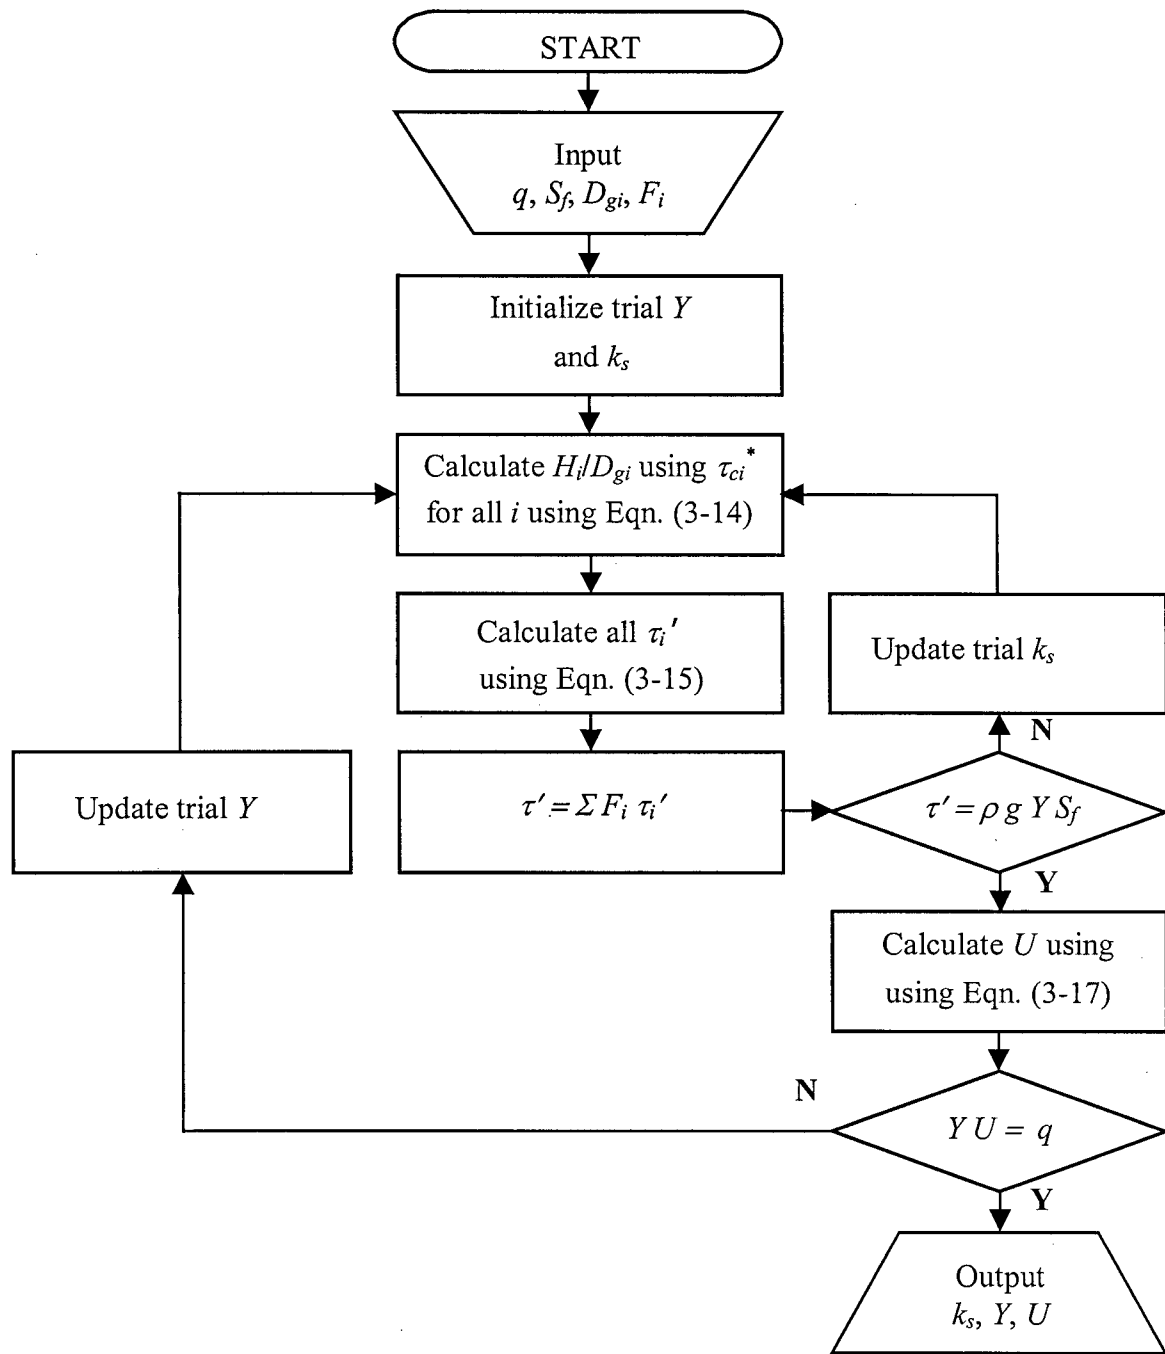 START
Input
q, S_f, D_gi, F_i
Initialize trial Y
and k_s
Calculate H_i/D_gi using τ_ci*
for all i using Eqn. (3-14)
Calculate all τ_i′
using Eqn. (3-15)
Update trial k_s
N
Update trial Y
τ′ = Σ F_i τ_i′
τ′ = ρ g Y S_f
Y
Calculate U using
using Eqn. (3-17)
N
Y U = q
Y
Output
k_s, Y, U